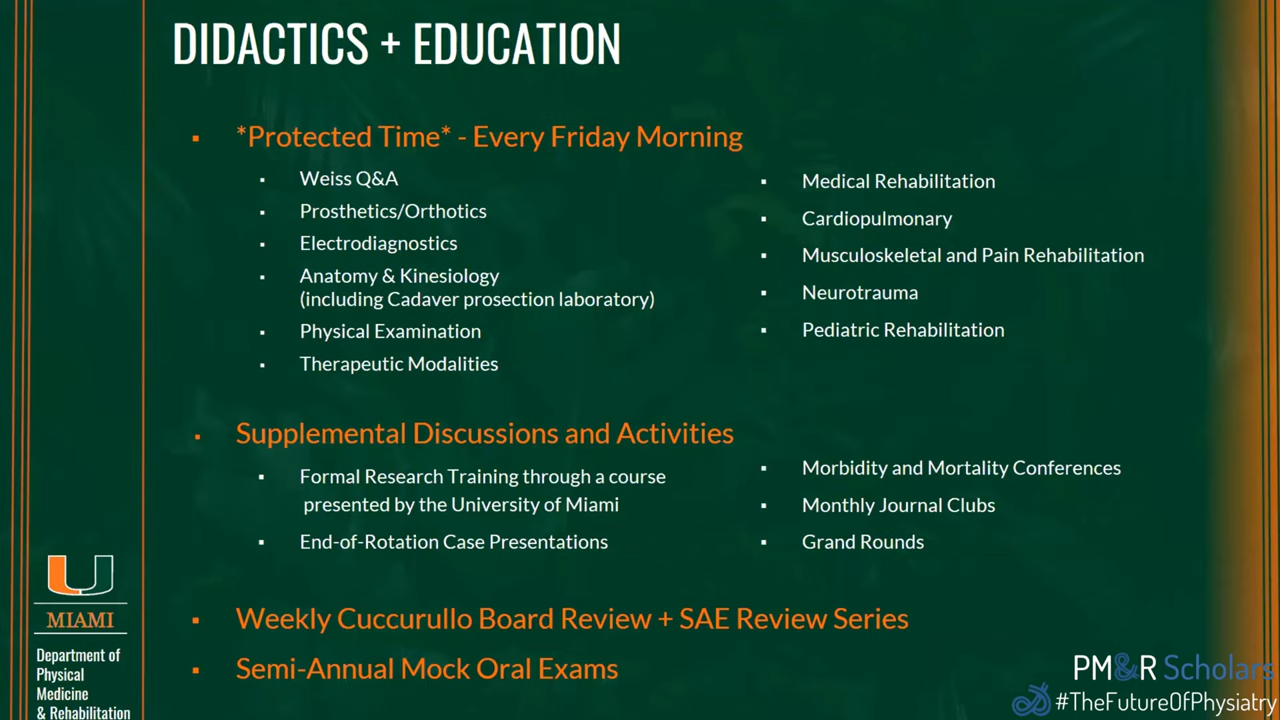 DIDACTICS + EDUCATION
*Protected Time* - Every Friday Morning
Weiss Q&A
Prosthetics/Orthotics
Electrodiagnostics
Anatomy & Kinesiology
(including Cadaver prosection laboratory)
Physical Examination
Therapeutic Modalities
Medical Rehabilitation
Cardiopulmonary
Musculoskeletal and Pain Rehabilitation
Neurotrauma
Pediatric Rehabilitation
Supplemental Discussions and Activities
Formal Research Training through a course
presented by the University of Miami
End-of-Rotation Case Presentations
Morbidity and Mortality Conferences
Monthly Journal Clubs
Grand Rounds
Weekly Cuccurullo Board Review + SAE Review Series
Semi-Annual Mock Oral Exams
U
MIAMI
Department of
Physical
Medicine
& Rehabilitation
PM&R Scholars
#TheFutureOfPhysiatry